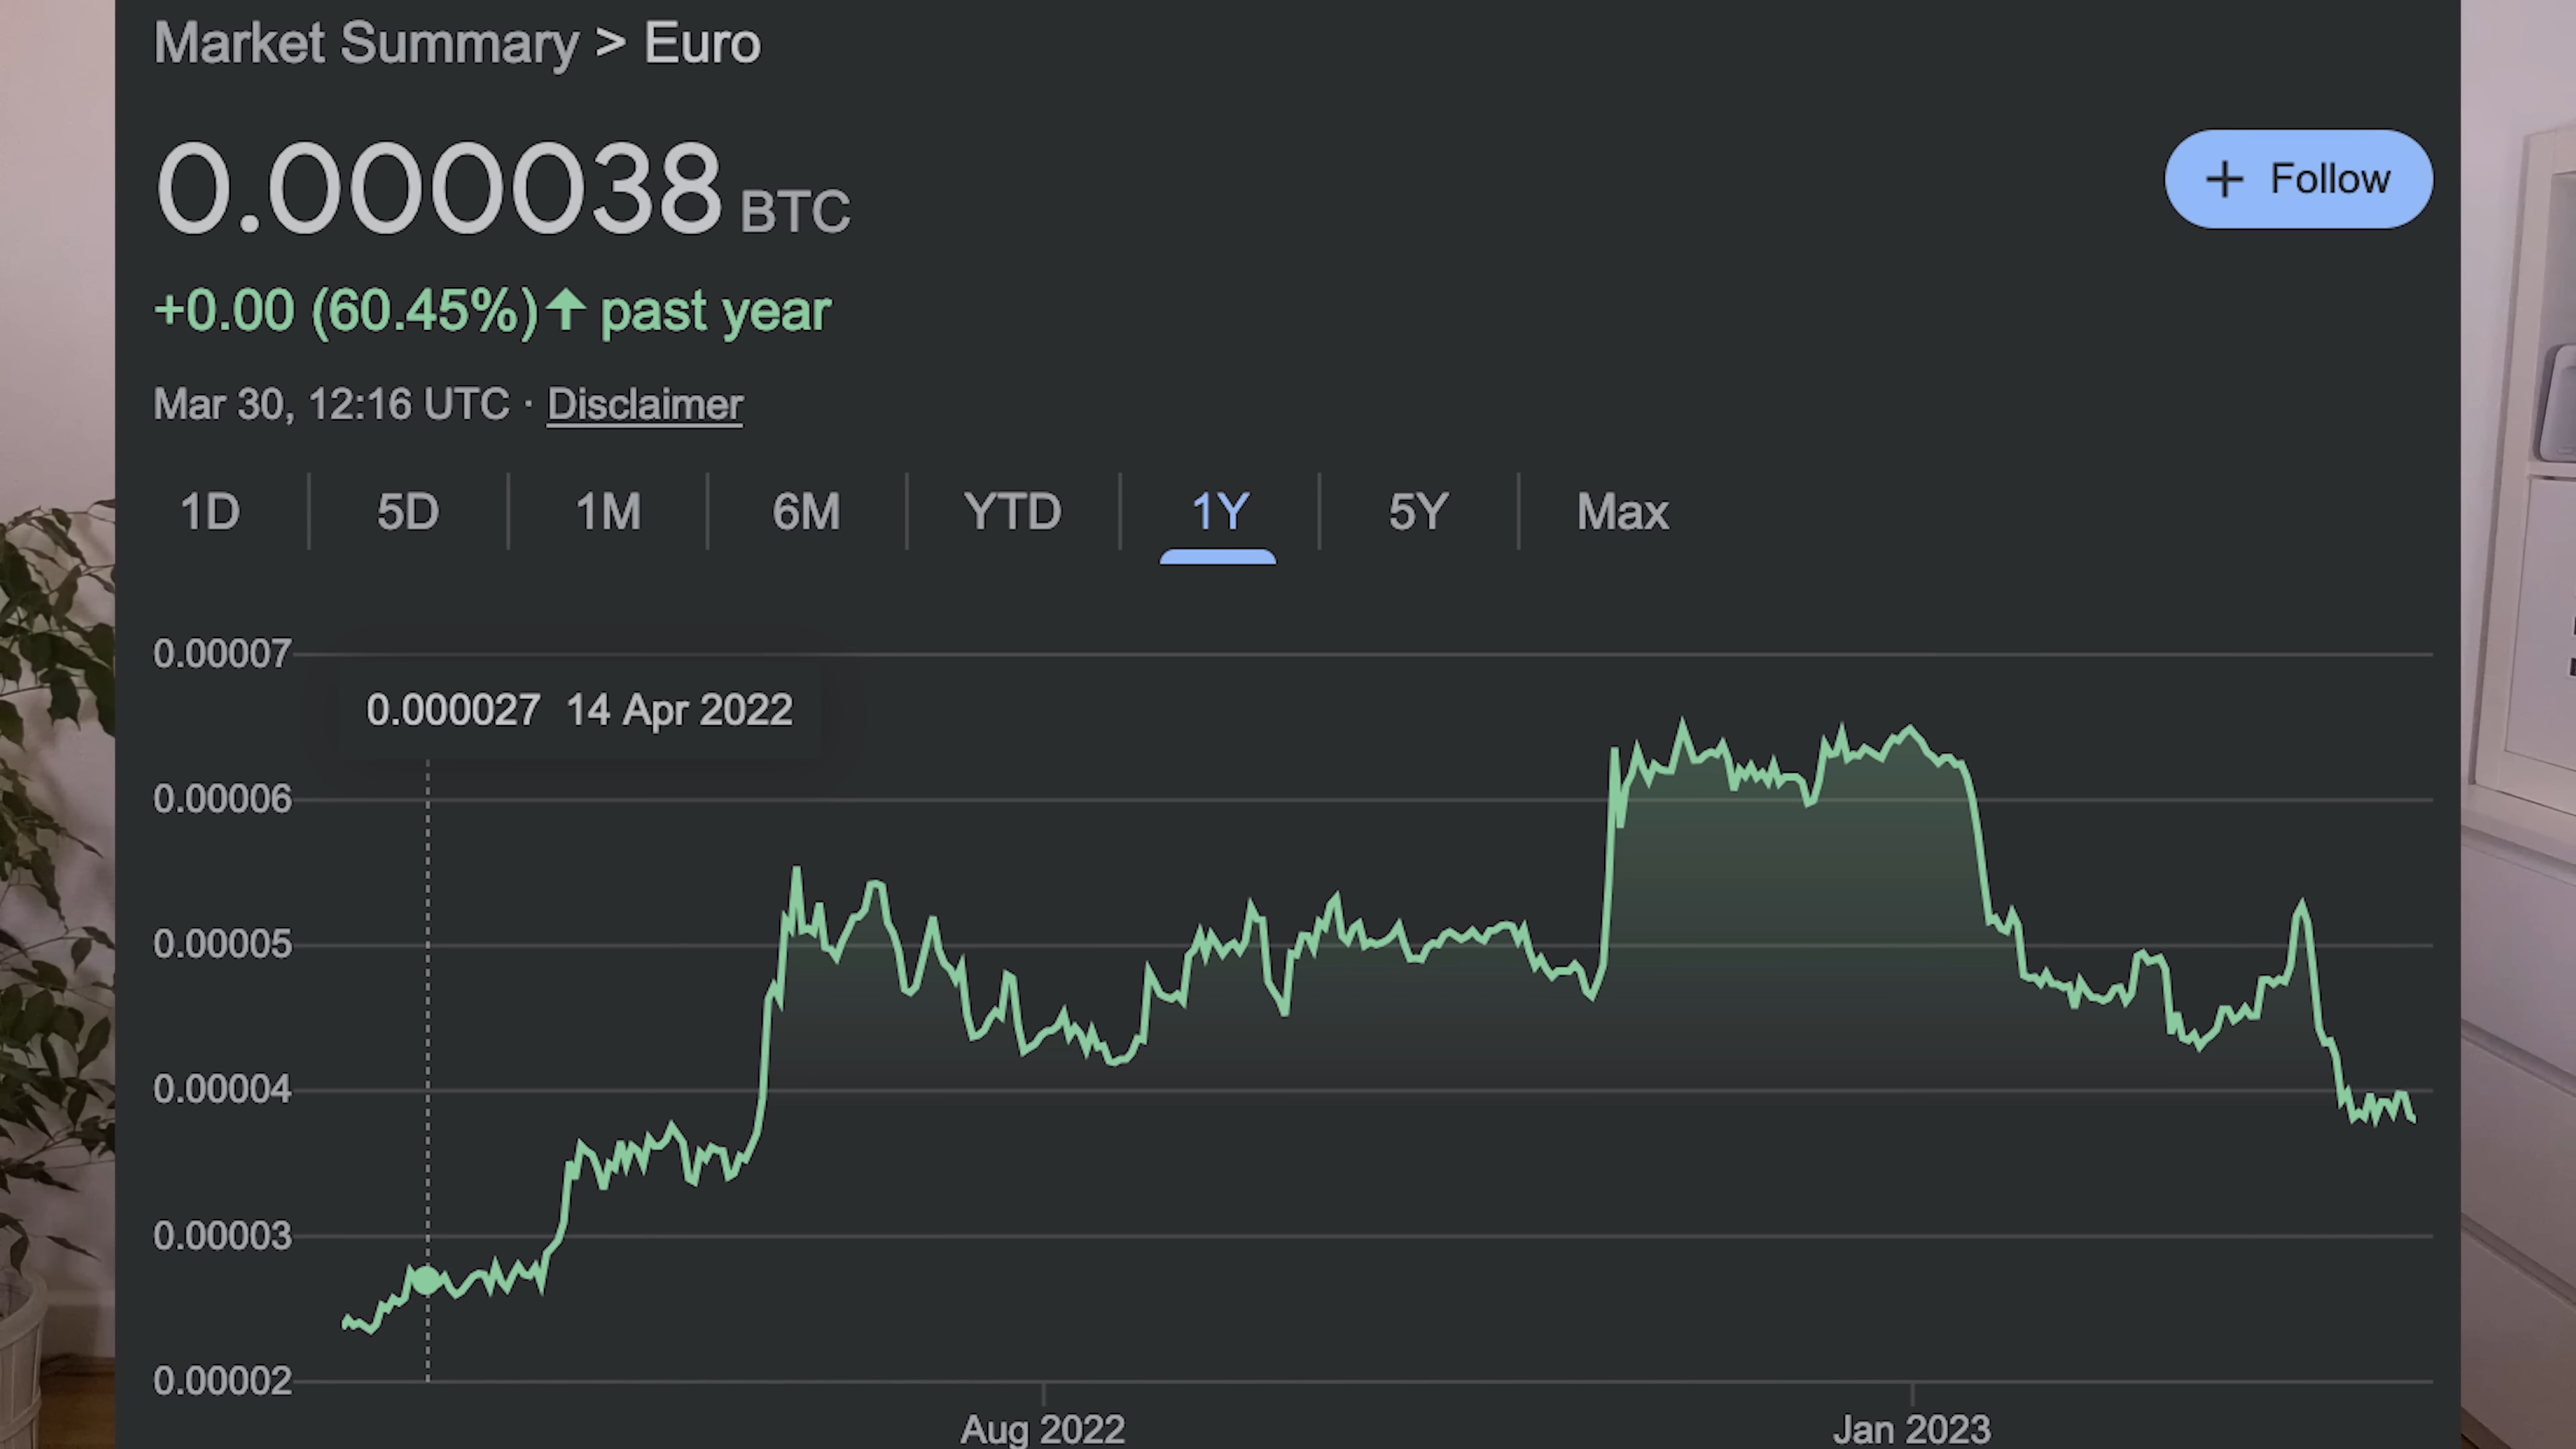 Market Summary > Euro
0.000038 BTC
+ Follow
+0.00 (60.45%)↑ past year
Mar 30, 12:16 UTC · Disclaimer
1D 5D 1M 6M YTD 1Y 5Y Max
0.00007
0.000027 14 Apr 2022
0.00006
0.00005
0.00004
0.00003
0.00002
Aug 2022 Jan 2023